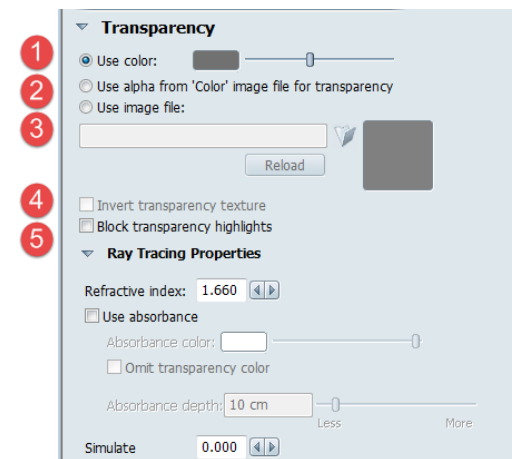 Transparency
1 Use color:
2 Use alpha from 'Color' image file for transparency
Use image file:
3
Reload
4 Invert transparency texture
5 Block transparency highlights
Ray Tracing Properties
Refractive index: 1.660
Use absorbance
Absorbance color:
Omit transparency color
Absorbance depth: 10 cm
Less More
Simulate 0.000